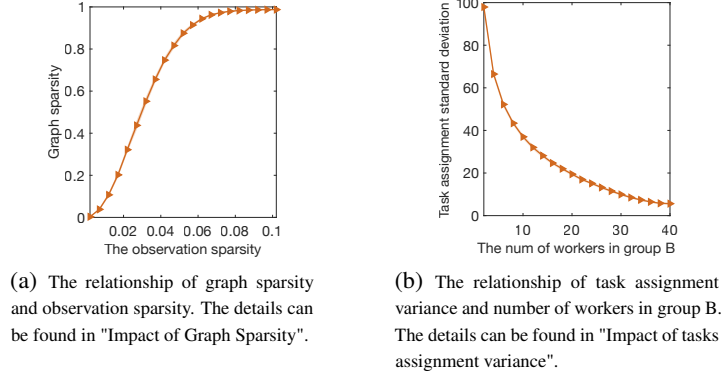 1
0.8
0.6
0.4
0.2
0
Graph sparsity
0.02 0.04 0.06 0.08 0.1
The observation sparsity
(a) The relationship of graph sparsity
and observation sparsity. The details can
be found in "Impact of Graph Sparsity".
100
80
60
40
20
0
Task assignment standard deviation
10 20 30 40
The num of workers in group B
(b) The relationship of task assignment
variance and number of workers in group B.
The details can be found in "Impact of tasks
assignment variance".